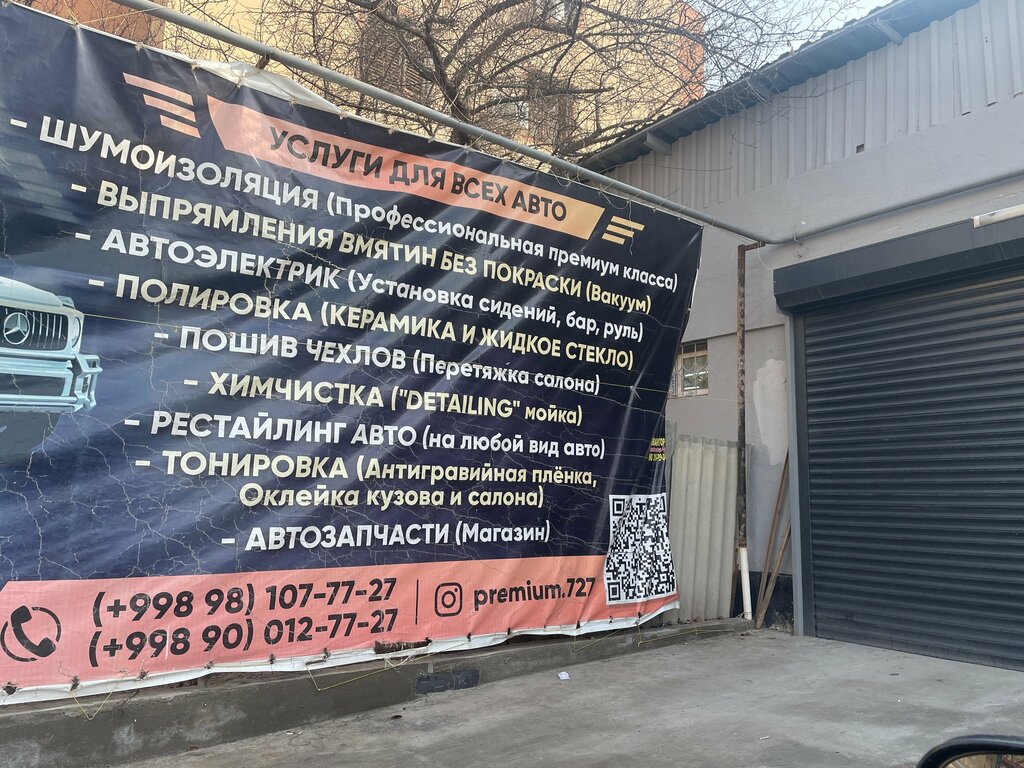 УСЛУГИ ДЛЯ ВСЕХ АВТО
- ШУМОИЗОЛЯЦИЯ (Профессиональная премиум класса)
- ВЫПРЯМЛЕНИЯ ВМЯТИН БЕЗ ПОКРАСКИ (Вакуум)
- АВТОЭЛЕКТРИК (Установка сидений, бар, руль)
- ПОЛИРОВКА (КЕРАМИКА И ЖИДКОЕ СТЕКЛО)
- ПОШИВ ЧЕХЛОВ (Перетяжка салона)
- ХИМЧИСТКА ("DETAILING" мойка)
- РЕСТАЙЛИНГ АВТО (на любой вид авто)
- ТОНИРОВКА (Антигравийная плёнка,
Оклейка кузова и салона)
- АВТОЗАПЧАСТИ (Магазин)
(+998 98) 107-77-27
(+998 90) 012-77-27
premium.727